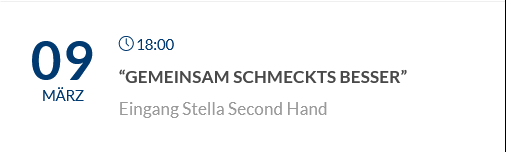 09
MÄRZ
18:00
“GEMEINSAM SCHMECKTS BESSER”
Eingang Stella Second Hand